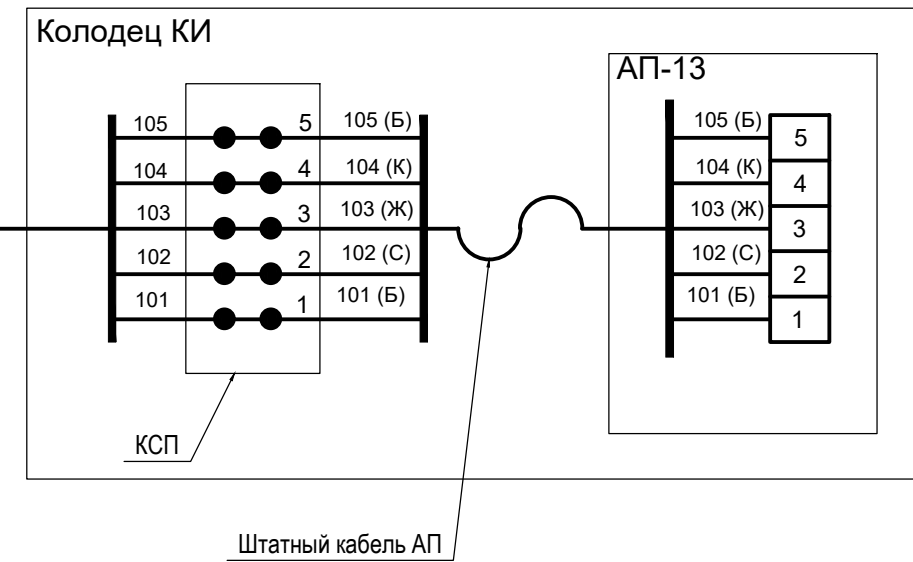 Колодец КИ
АП-13
105 5 105 (Б) 105 (Б) 5
104 4 104 (К) 104 (К) 4
103 3 103 (Ж) 103 (Ж) 3
102 2 102 (С) 102 (С) 2
101 1 101 (Б) 101 (Б) 1
КСП
Штатный кабель АП